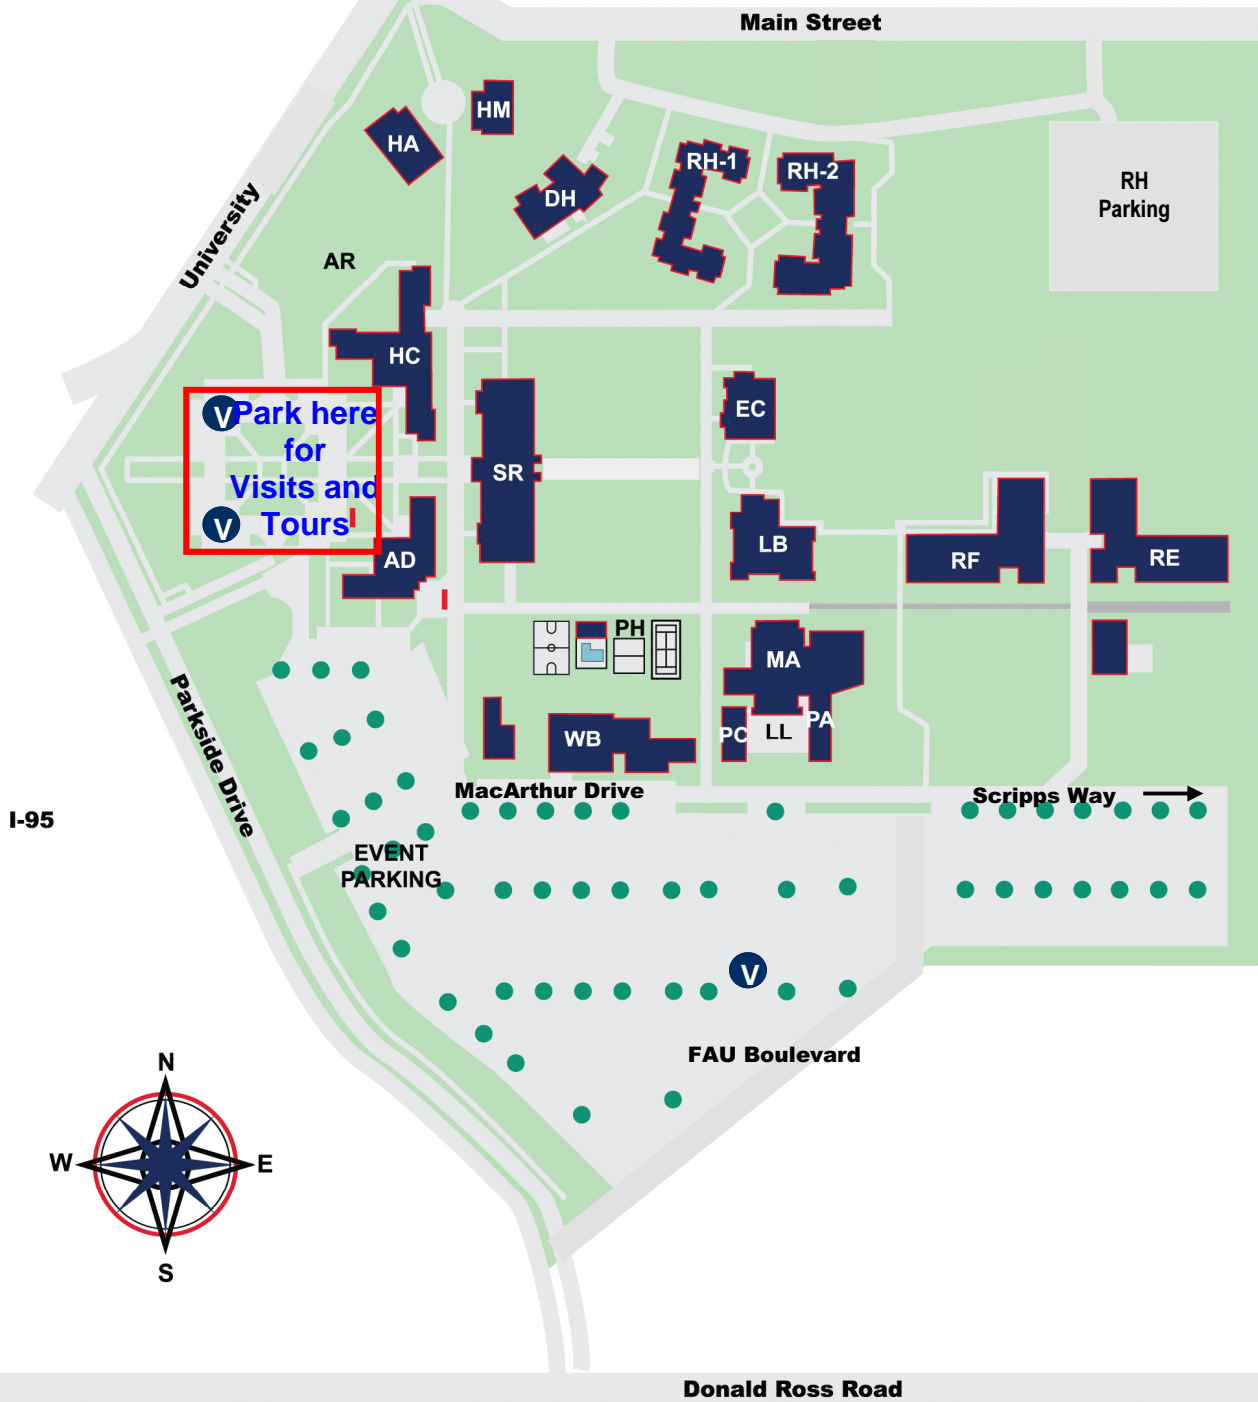 Main Street
HM
HA
RH-1
RH-2
DH
RH
Parking
University
AR
HC
EC
V
Park here
for
Visits and
Tours
V
SR
LB
AD
RF
RE
PH
MA
PC
LL
PA
WB
Parkside Drive
MacArthur Drive
Scripps Way
I-95
EVENT
PARKING
V
FAU Boulevard
N
W
E
S
Donald Ross Road